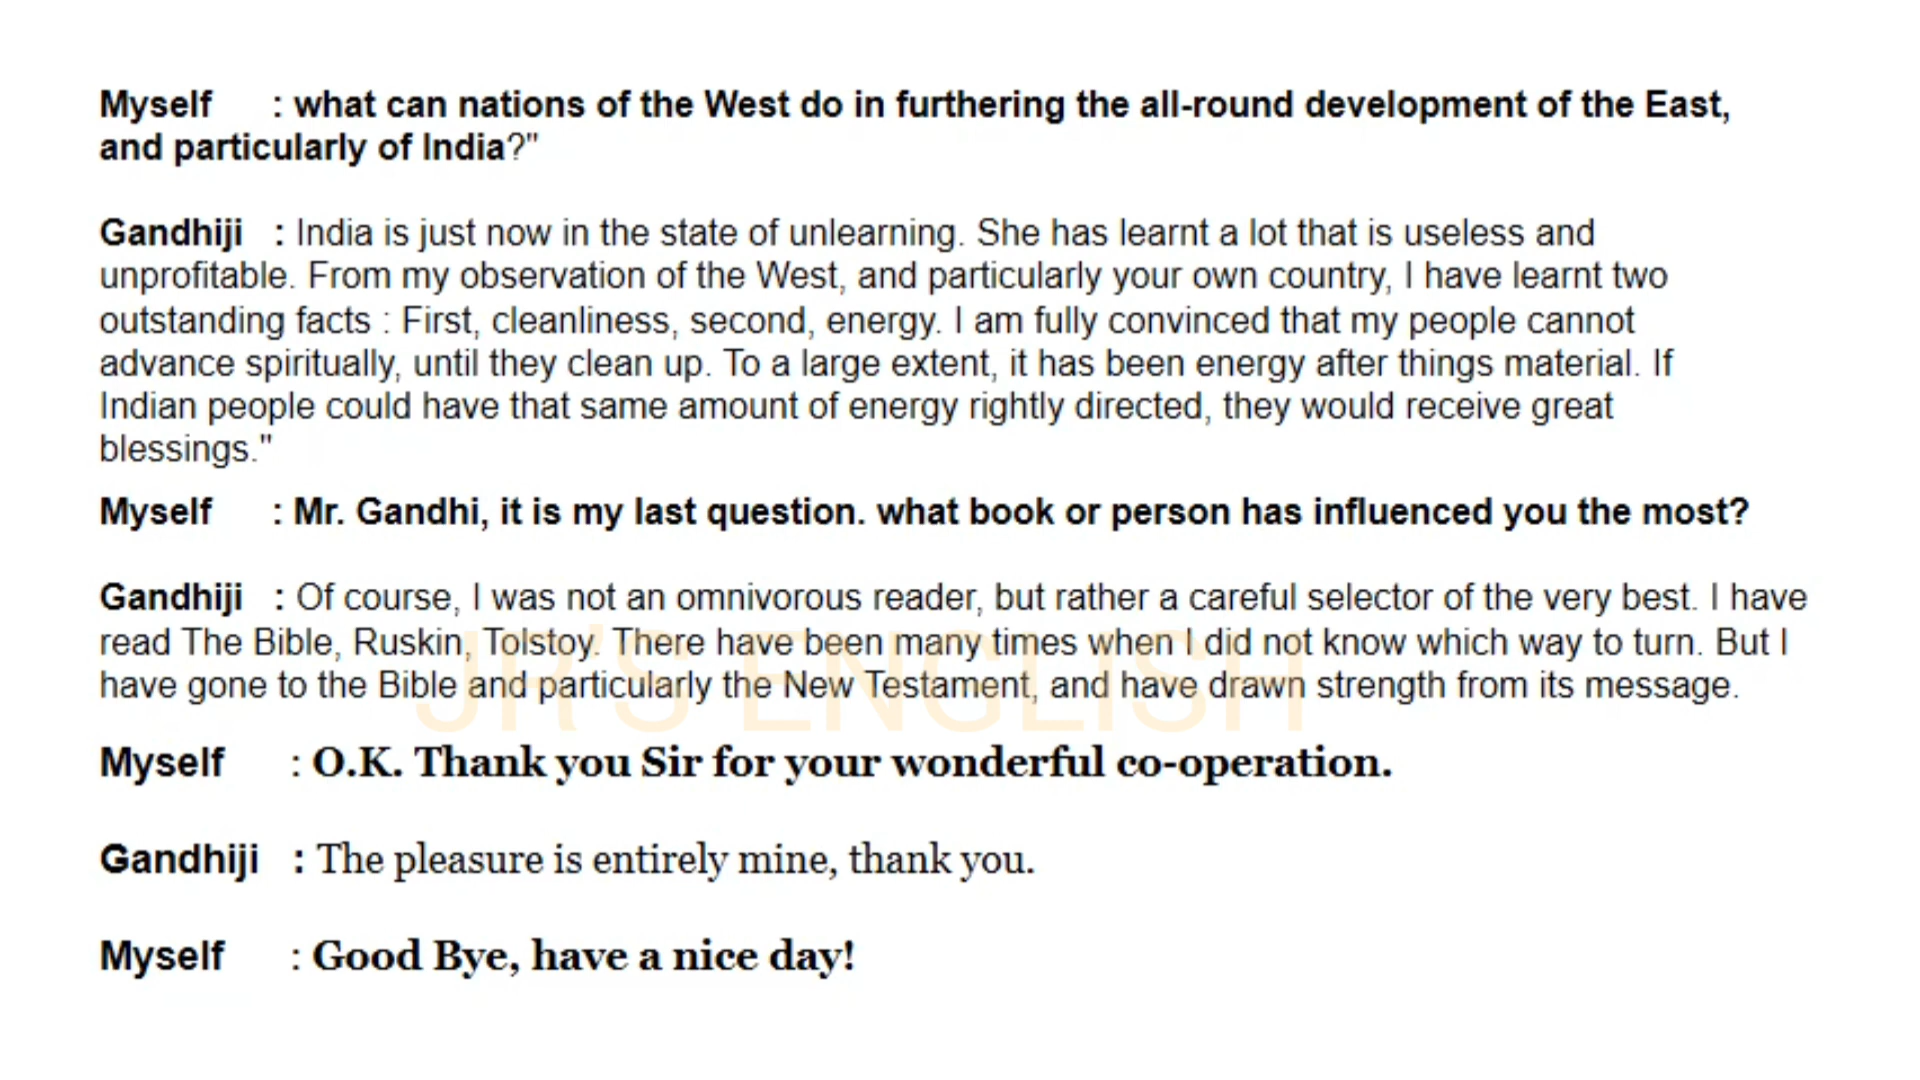 Myself : what can nations of the West do in furthering the all-round development of the East,
and particularly of India?"
Gandhiji : India is just now in the state of unlearning. She has learnt a lot that is useless and
unprofitable. From my observation of the West, and particularly your own country, I have learnt two
outstanding facts : First, cleanliness, second, energy. I am fully convinced that my people cannot
advance spiritually, until they clean up. To a large extent, it has been energy after things material. If
Indian people could have that same amount of energy rightly directed, they would receive great
blessings."
Myself : Mr. Gandhi, it is my last question. what book or person has influenced you the most?
Gandhiji : Of course, I was not an omnivorous reader, but rather a careful selector of the very best. I have
read The Bible, Ruskin, Tolstoy. There have been many times when I did not know which way to turn. But I
have gone to the Bible and particularly the New Testament, and have drawn strength from its message.
JR'S ENGLISH
Myself : O.K. Thank you Sir for your wonderful co-operation.
Gandhiji : The pleasure is entirely mine, thank you.
Myself : Good Bye, have a nice day!